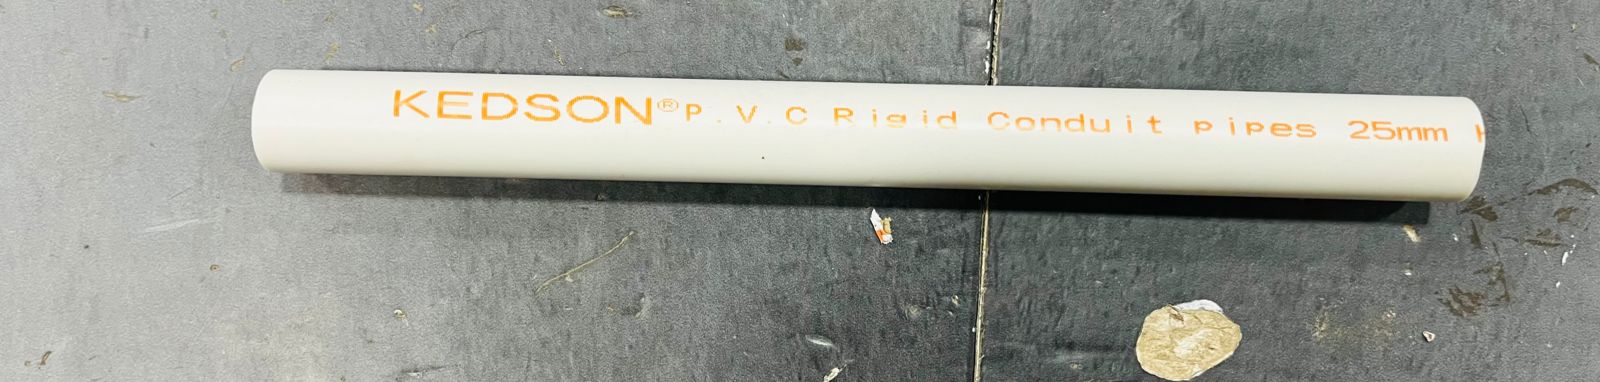 KEDSON® P.V.C Rigid Conduit pipes 25mm